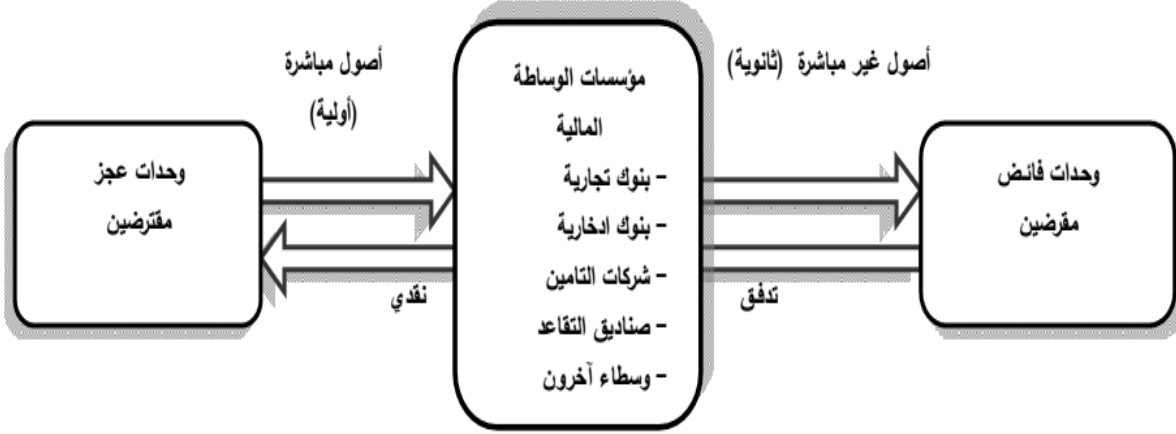 أصول غير مباشرة (ثانوية)
أصول مباشرة
(أولية)
وحدات فائض
مقرضين
مؤسسات الوساطة
المالية
- بنوك تجارية
- بنوك ادخارية
- شركات التامين
- صناديق التقاعد
- وسطاء آخرون
وحدات عجز
مقترضين
تدفق
نقدي